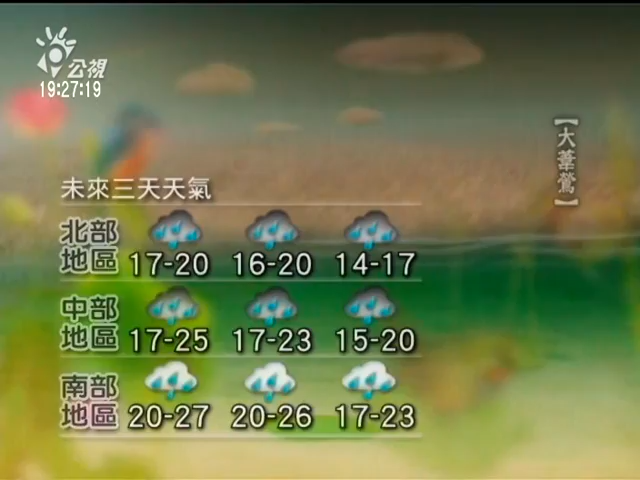 公視
19:27:19
【大葦鶯】
未來三天天氣
北部地區 17-20 16-20 14-17
中部地區 17-25 17-23 15-20
南部地區 20-27 20-26 17-23